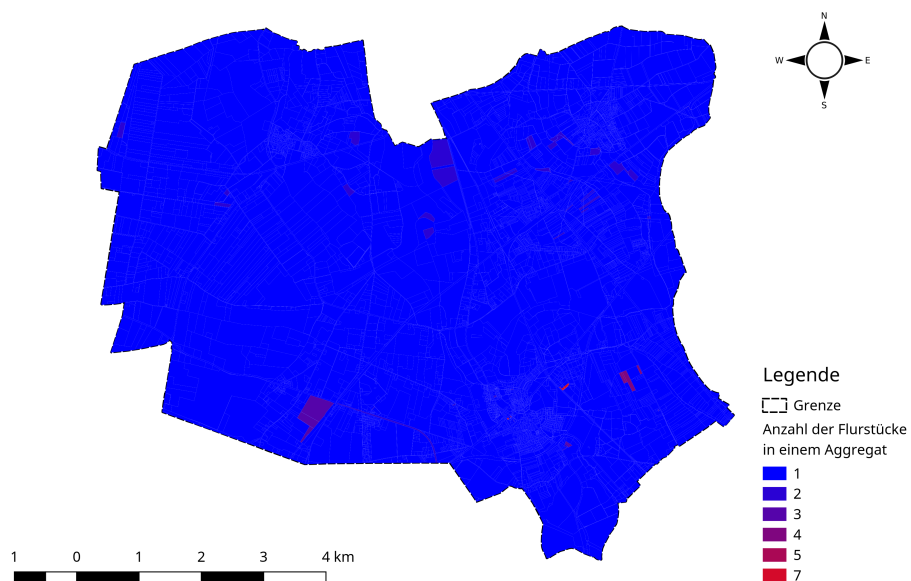 N
W E
S
Legende
Grenze
Anzahl der Flurstücke
in einem Aggregat
1
2
3
4
5
7
1 0 1 2 3 4 km